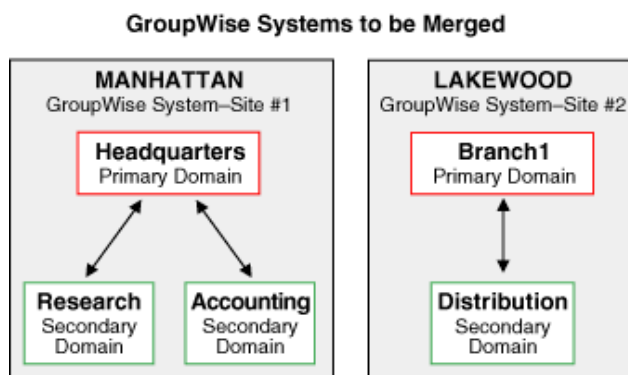 GroupWise Systems to be Merged
MANHATTAN
GroupWise System–Site #1
Headquarters
Primary Domain
Research
Secondary
Domain
Accounting
Secondary
Domain
LAKEWOOD
GroupWise System–Site #2
Branch1
Primary Domain
Distribution
Secondary
Domain